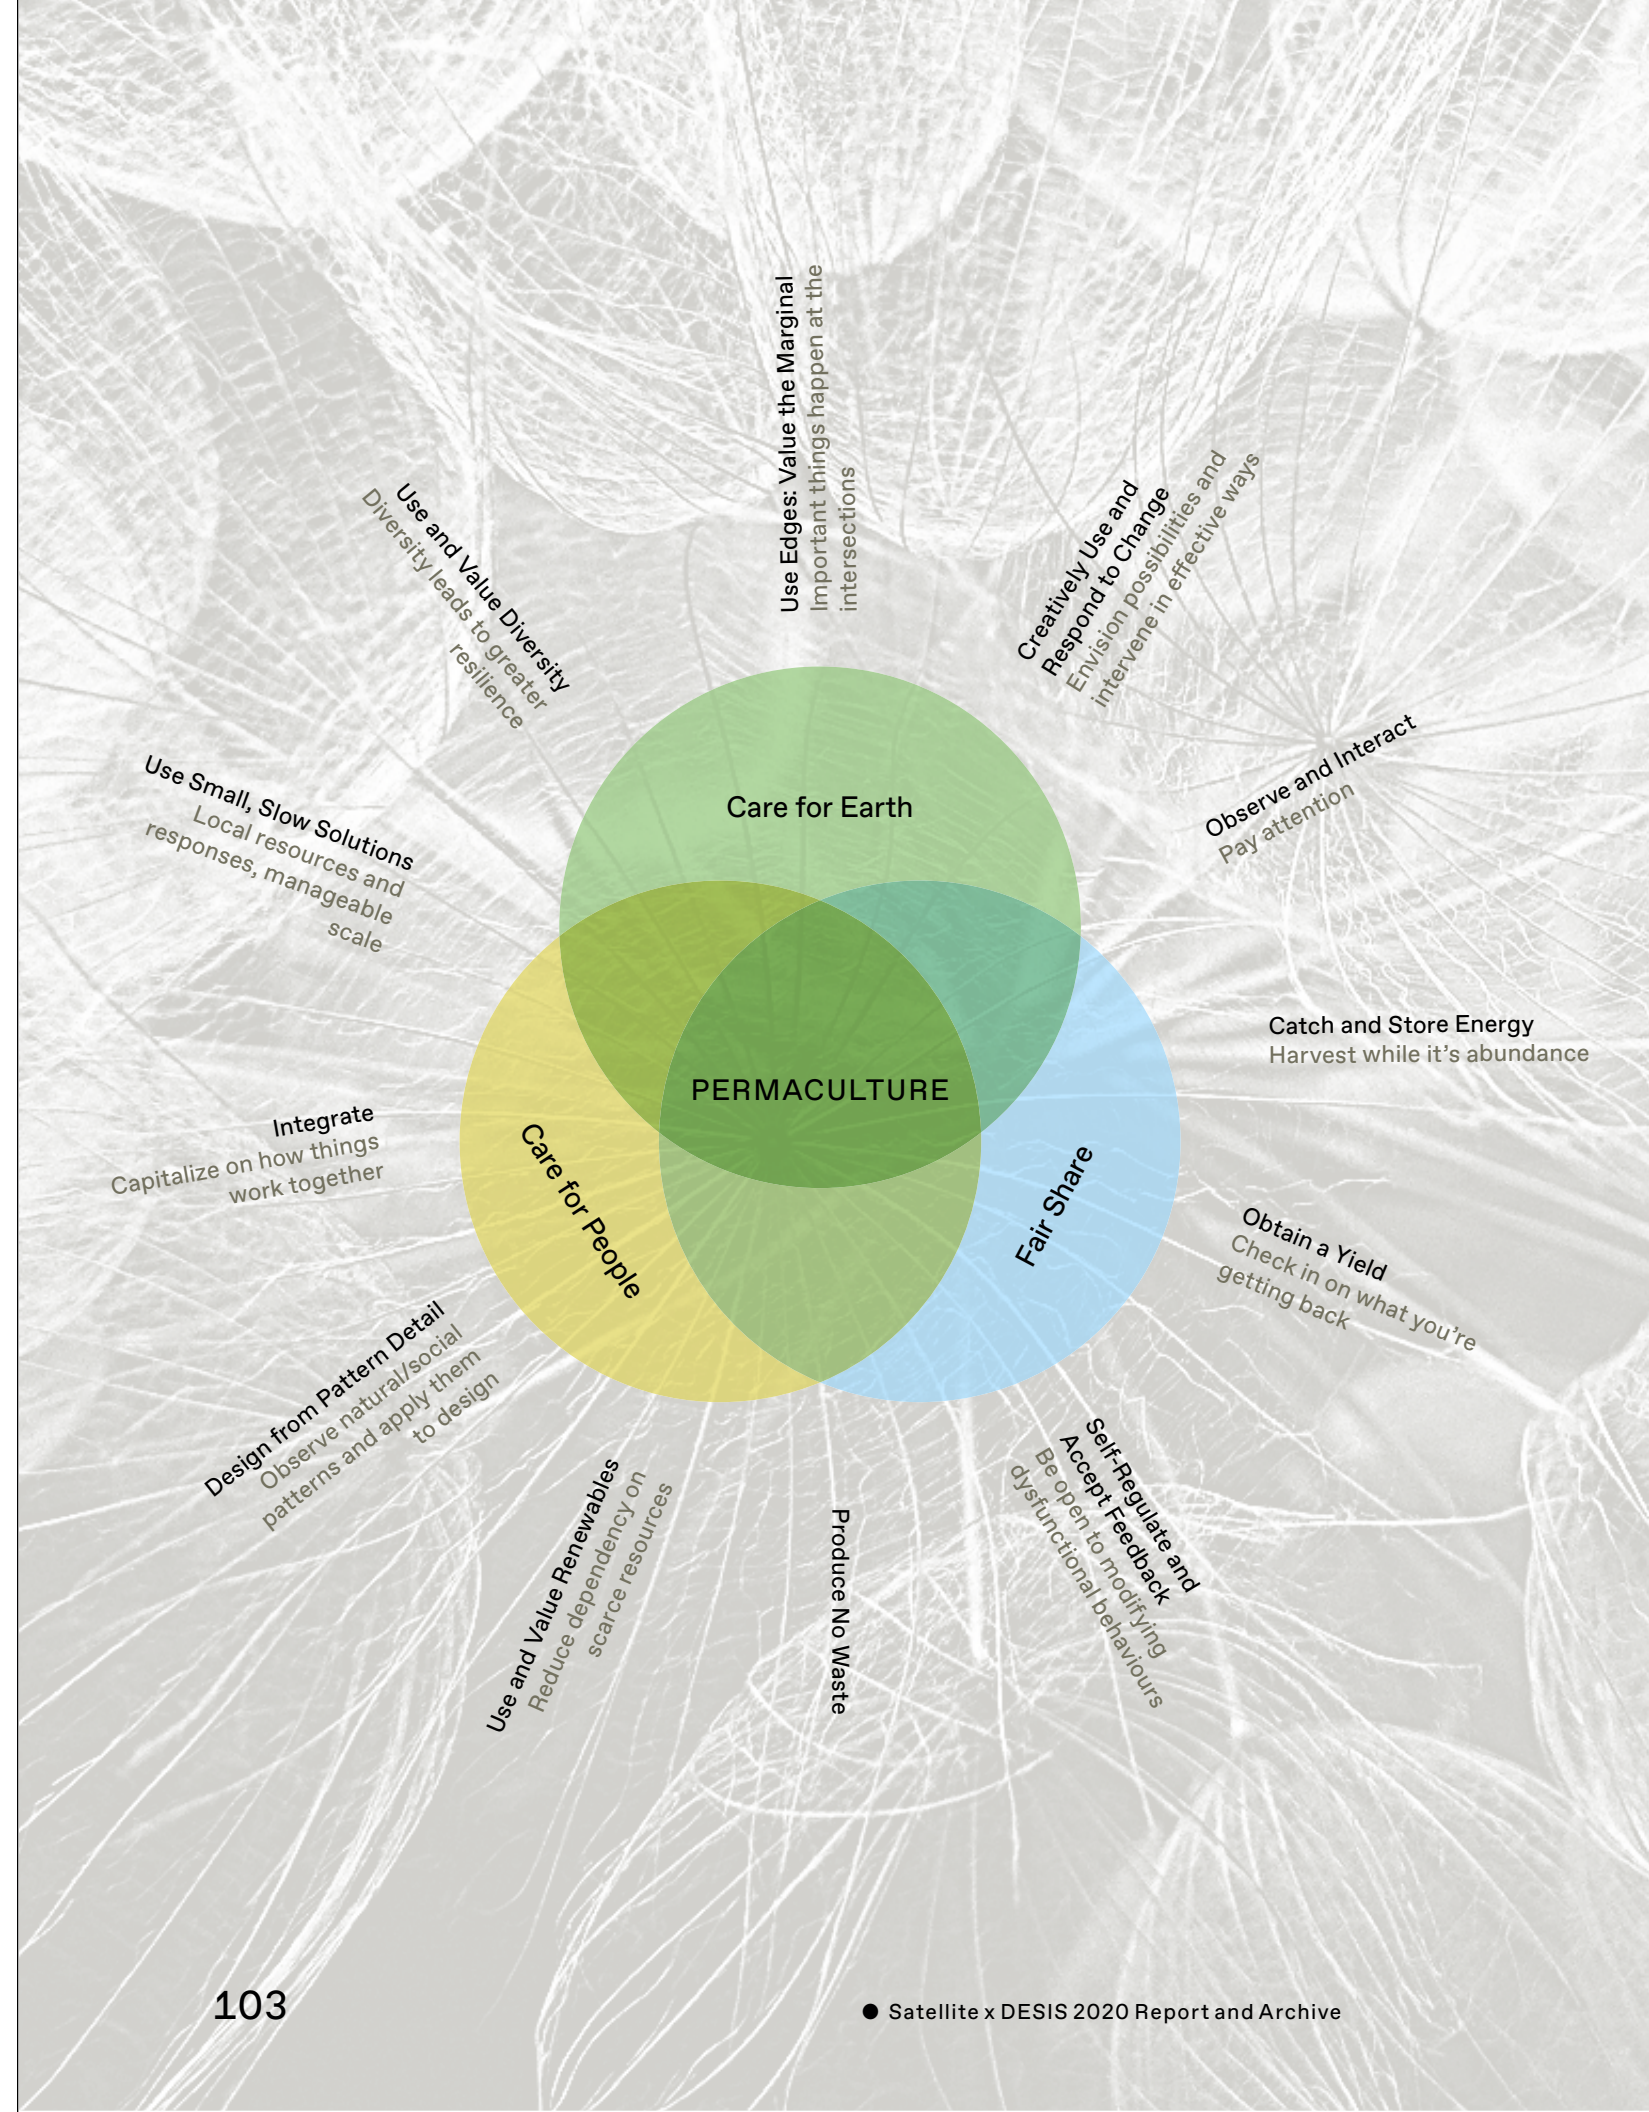 Use Edges: Value the Marginal
Important things happen at the
intersections
Creatively Use and
Respond to Change
Envision possibilities and
intervene in effective ways
Observe and Interact
Pay attention
Catch and Store Energy
Harvest while it’s abundance
Obtain a Yield
Check in on what you’re
getting back
Self-Regulate and
Accept Feedback
Be open to modifying
dysfunctional behaviours
Produce No Waste
Use and Value Renewables
Reduce dependency on
scarce resources
Design from Pattern Detail
Observe natural/social
patterns and apply them
to design
Integrate
Capitalize on how things
work together
Use Small, Slow Solutions
Local resources and
responses, manageable
scale
Use and Value Diversity
Diversity leads to greater
resilience
Care for Earth
PERMACULTURE
Care for People
Fair Share
103
● Satellite x DESIS 2020 Report and Archive